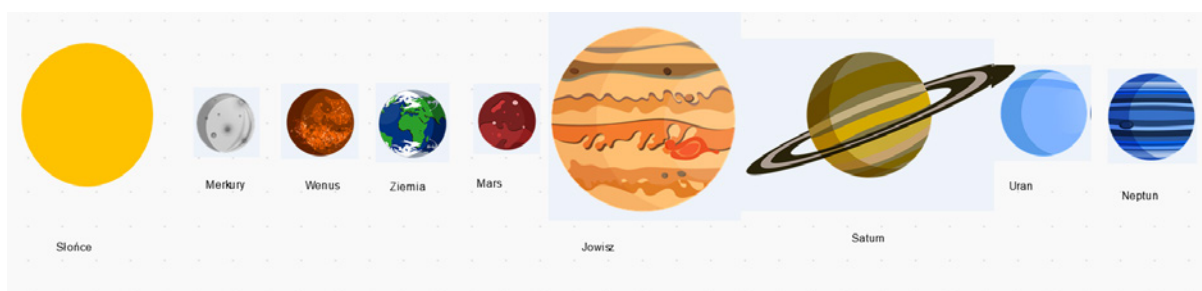 Słońce
Merkury
Wenus
Ziemia
Mars
Jowisz
Saturn
Uran
Neptun